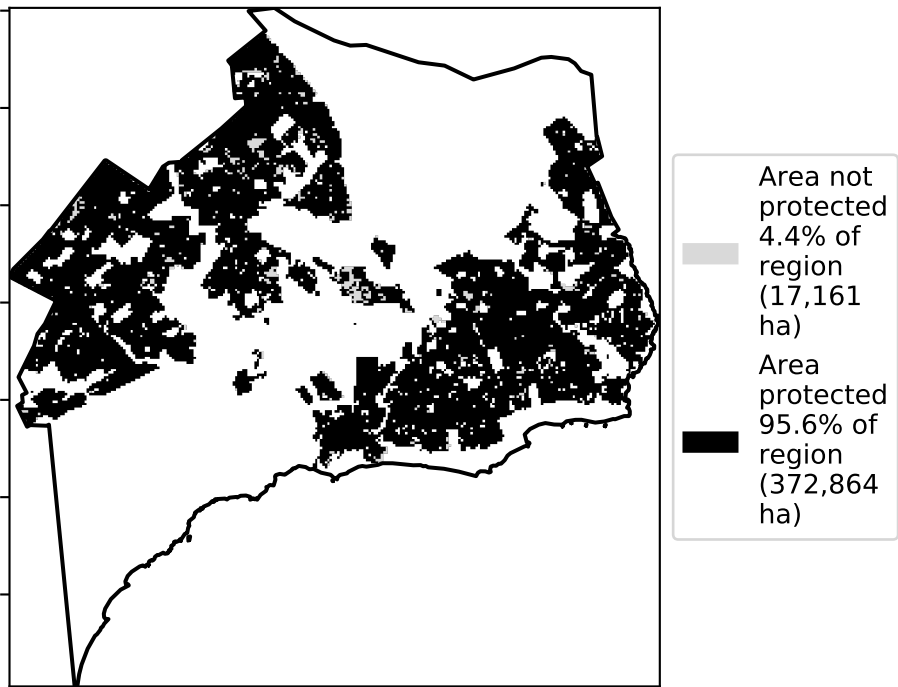 Area not
protected
4.4% of
region
(17,161
ha)
Area
protected
95.6% of
region
(372,864
ha)